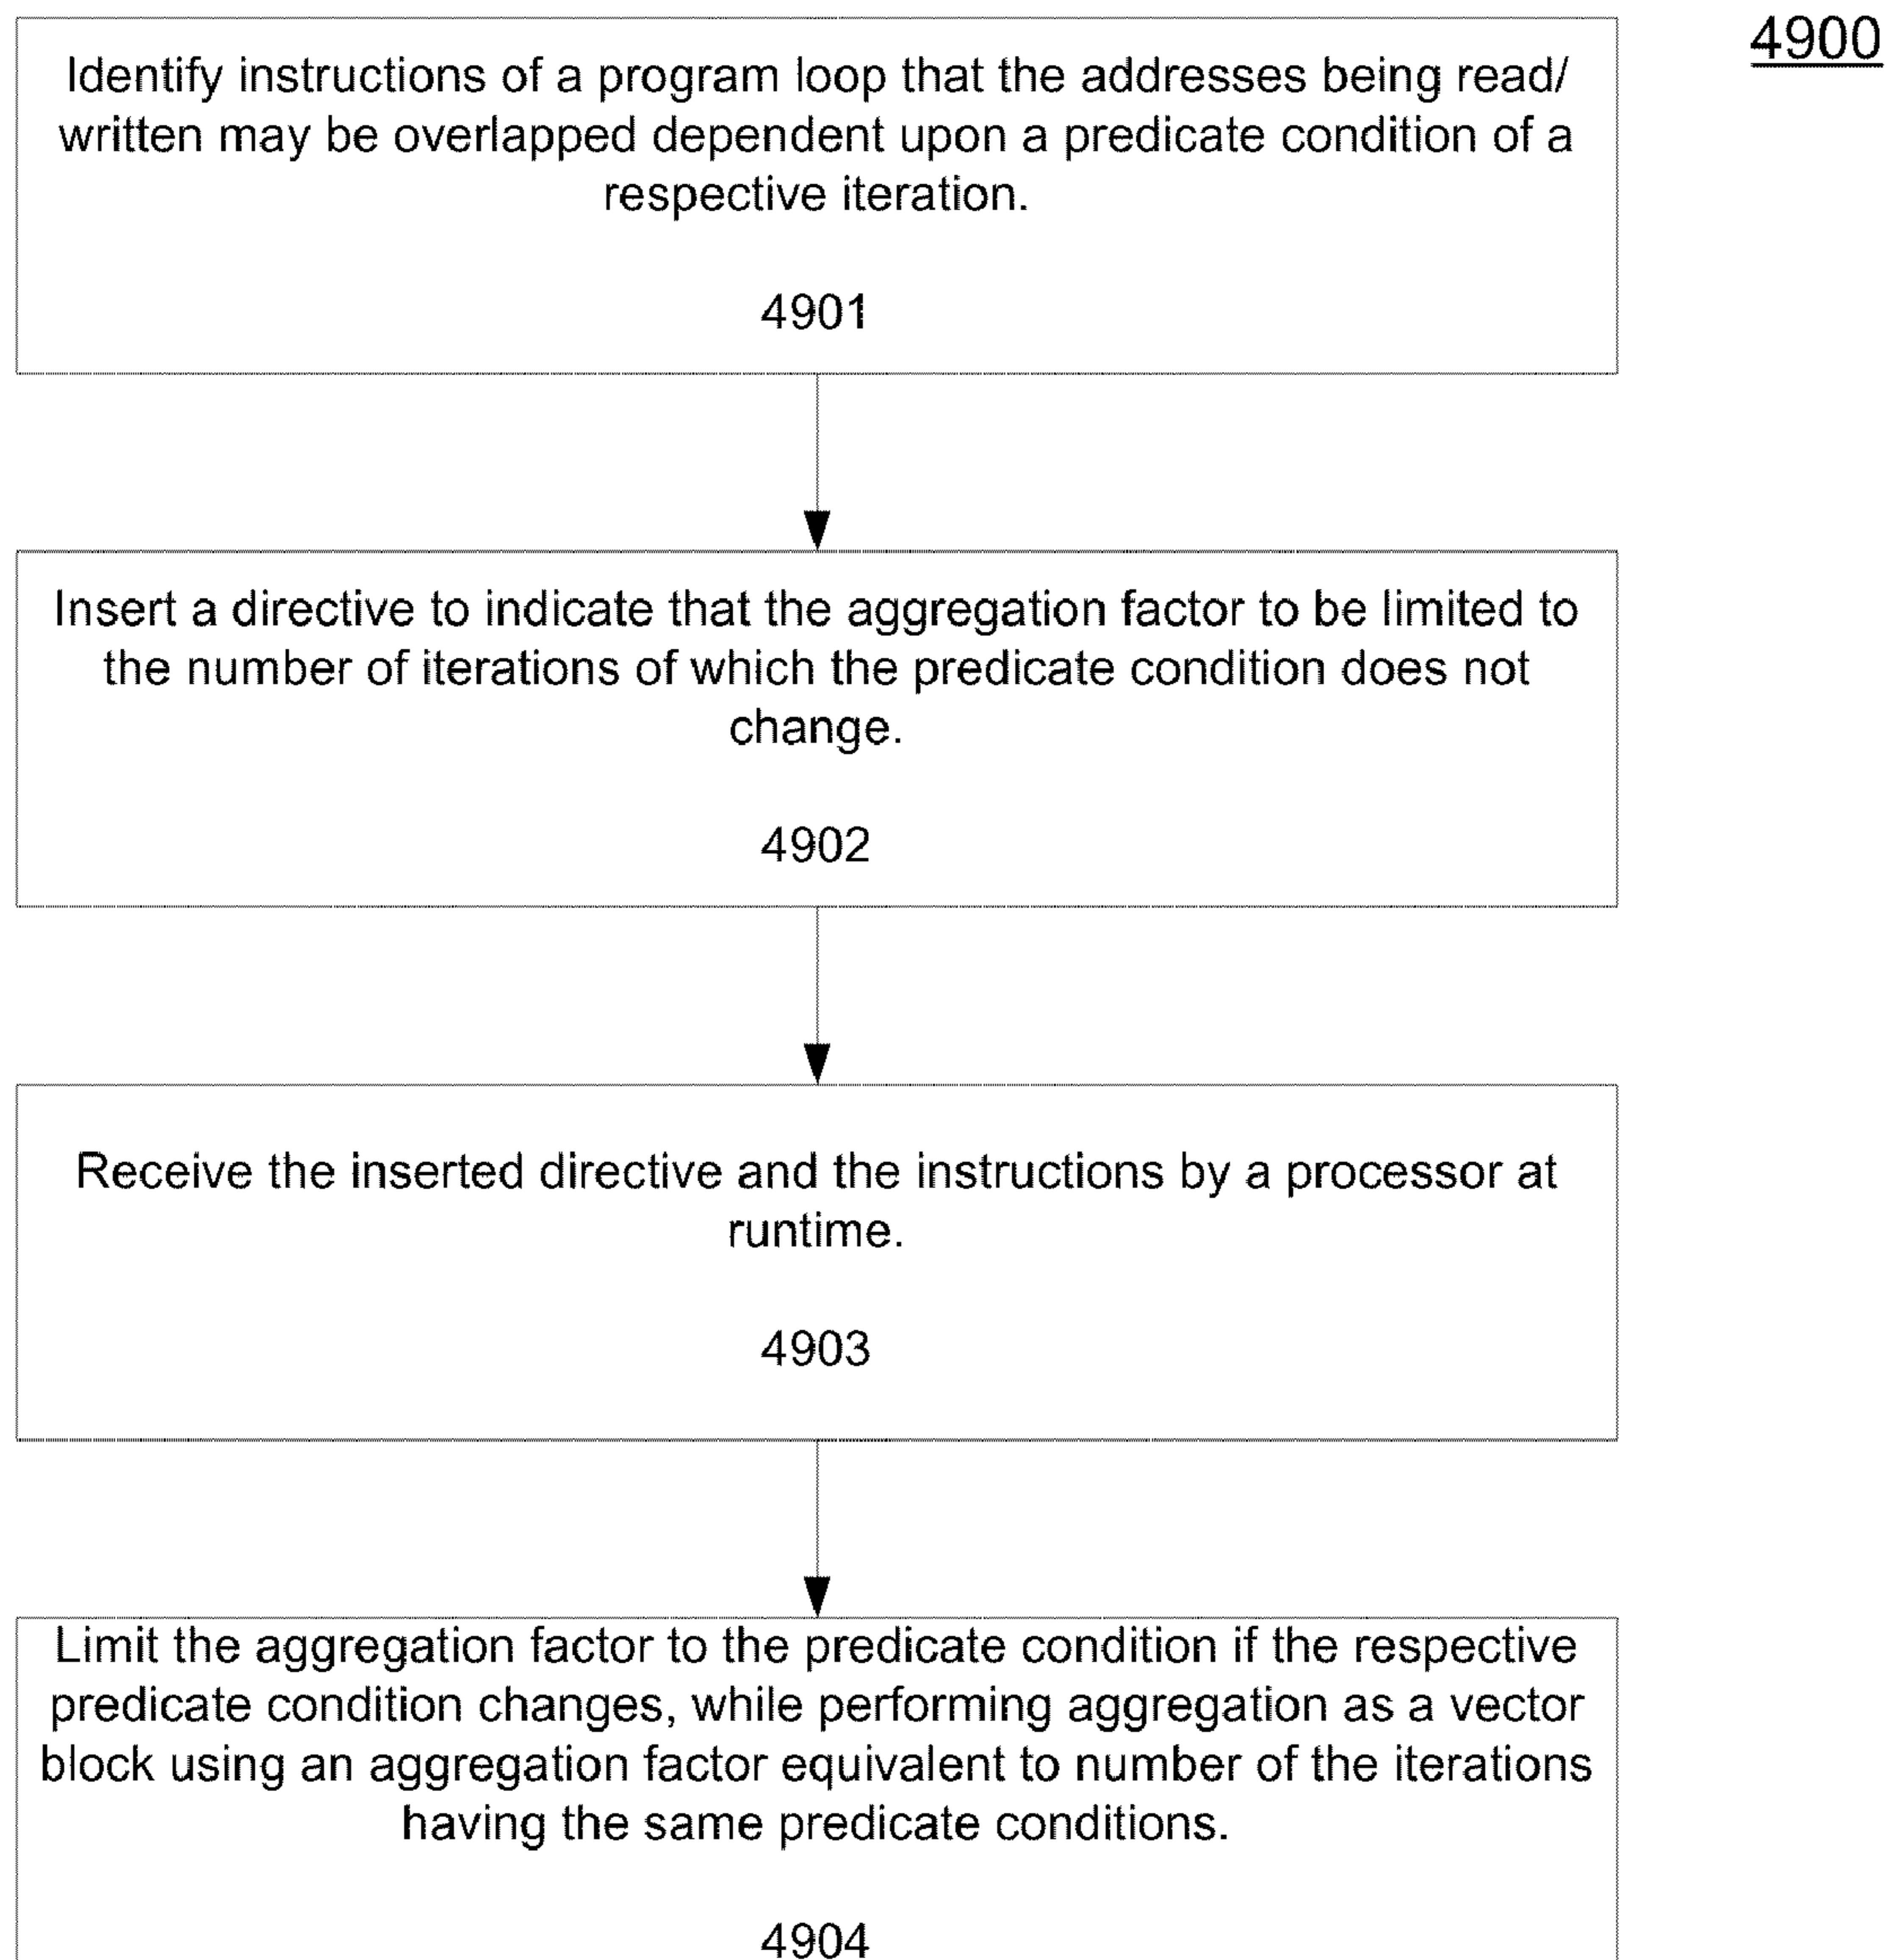 4900
Identify instructions of a program loop that the addresses being read/
written may be overlapped dependent upon a predicate condition of a
respective iteration.
4901
Insert a directive to indicate that the aggregation factor to be limited to
the number of iterations of which the predicate condition does not
change.
4902
Receive the inserted directive and the instructions by a processor at
runtime.
4903
Limit the aggregation factor to the predicate condition if the respective
predicate condition changes, while performing aggregation as a vector
block using an aggregation factor equivalent to number of the iterations
having the same predicate conditions.
4904